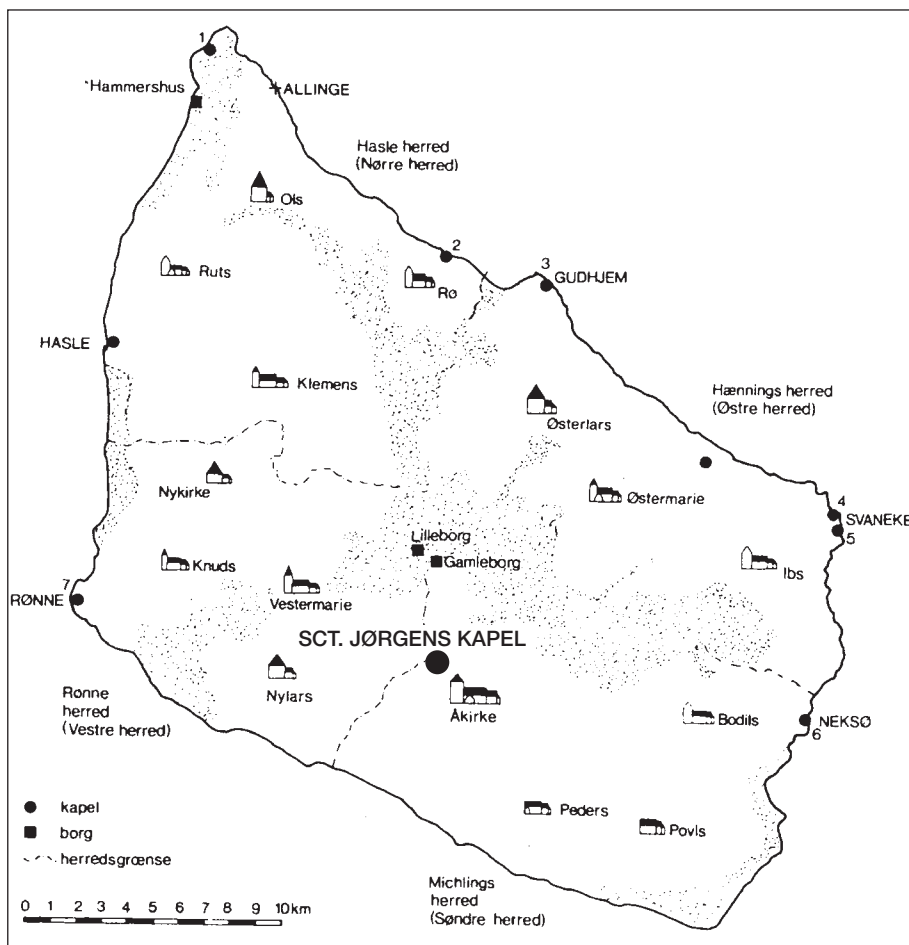 1
Hammershus
ALLINGE
Hasle herred
(Nørre herred)
Ols
2
3
GUDHJEM
Ruts
Rø
HASLE
Klemens
Hænnings herred
(Østre herred)
Østerlars
Nykirke
Østermarie
4
SVANEKE
5
Lilleborg
Gamleborg
Knuds
Ibs
7
RØNNE
Vestermarie
SCT. JØRGENS KAPEL
Nylars
Åkirke
Rønne
herred
(Vestre herred)
Bodils
NEKSØ
6
kapel
borg
herredsgrænse
Peders
Povls
Michlings
herred
(Søndre herred)
0 1 2 3 4 5 6 7 8 9 10 km